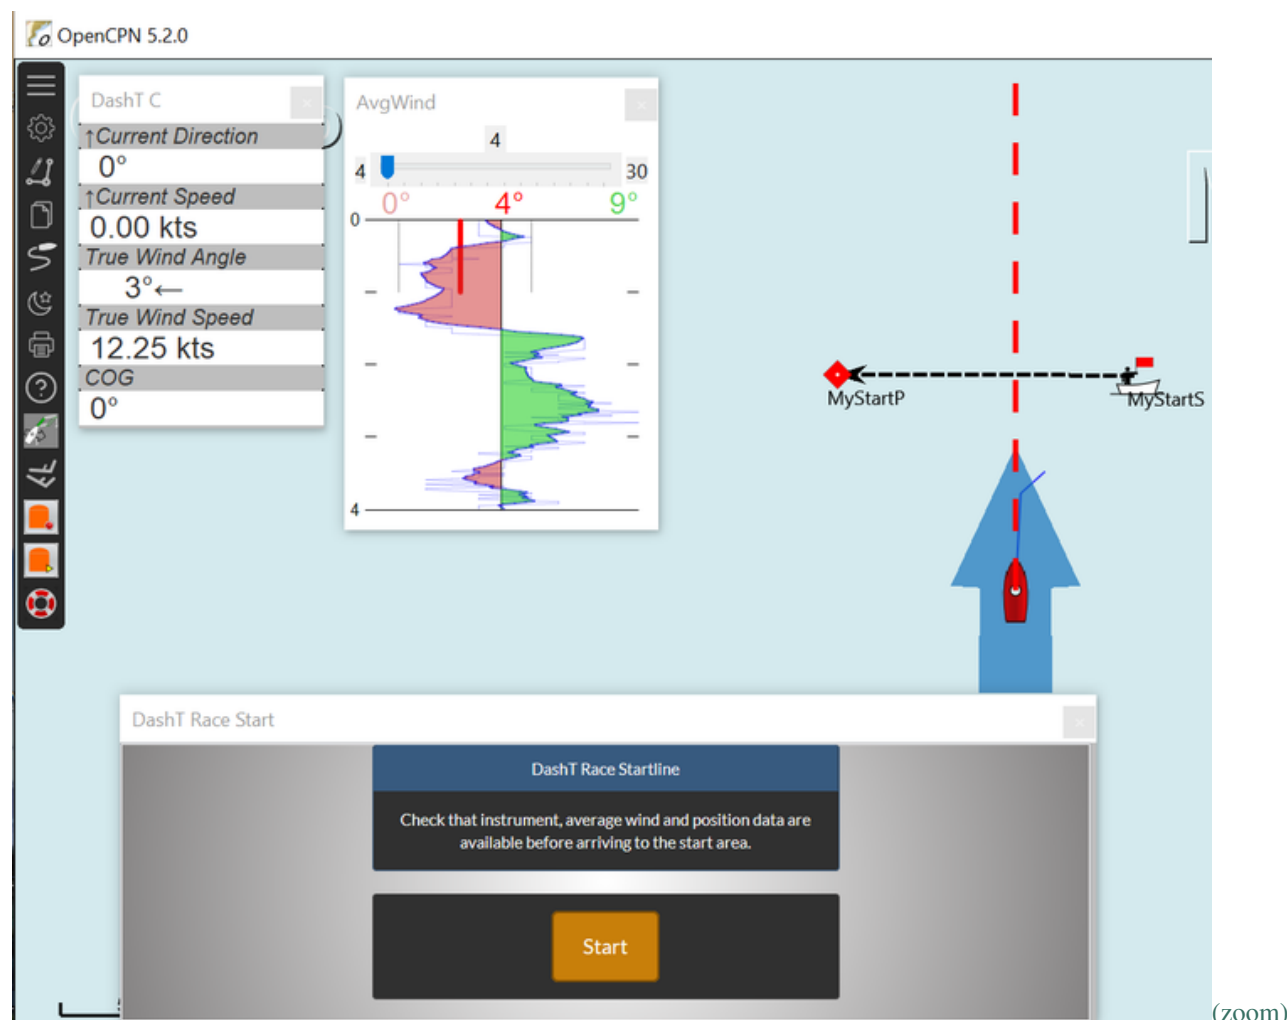 OpenCPN 5.2.0
DashT C
↑Current Direction
0°
↑Current Speed
0.00 kts
True Wind Angle
3°←
True Wind Speed
12.25 kts
COG
0°
AvgWind
4
4 30
0° 4° 9°
0
4
MyStartP
MyStartS
DashT Race Start
DashT Race Startline
Check that instrument, average wind and position data are
available before arriving to the start area.
Start
(zoom)